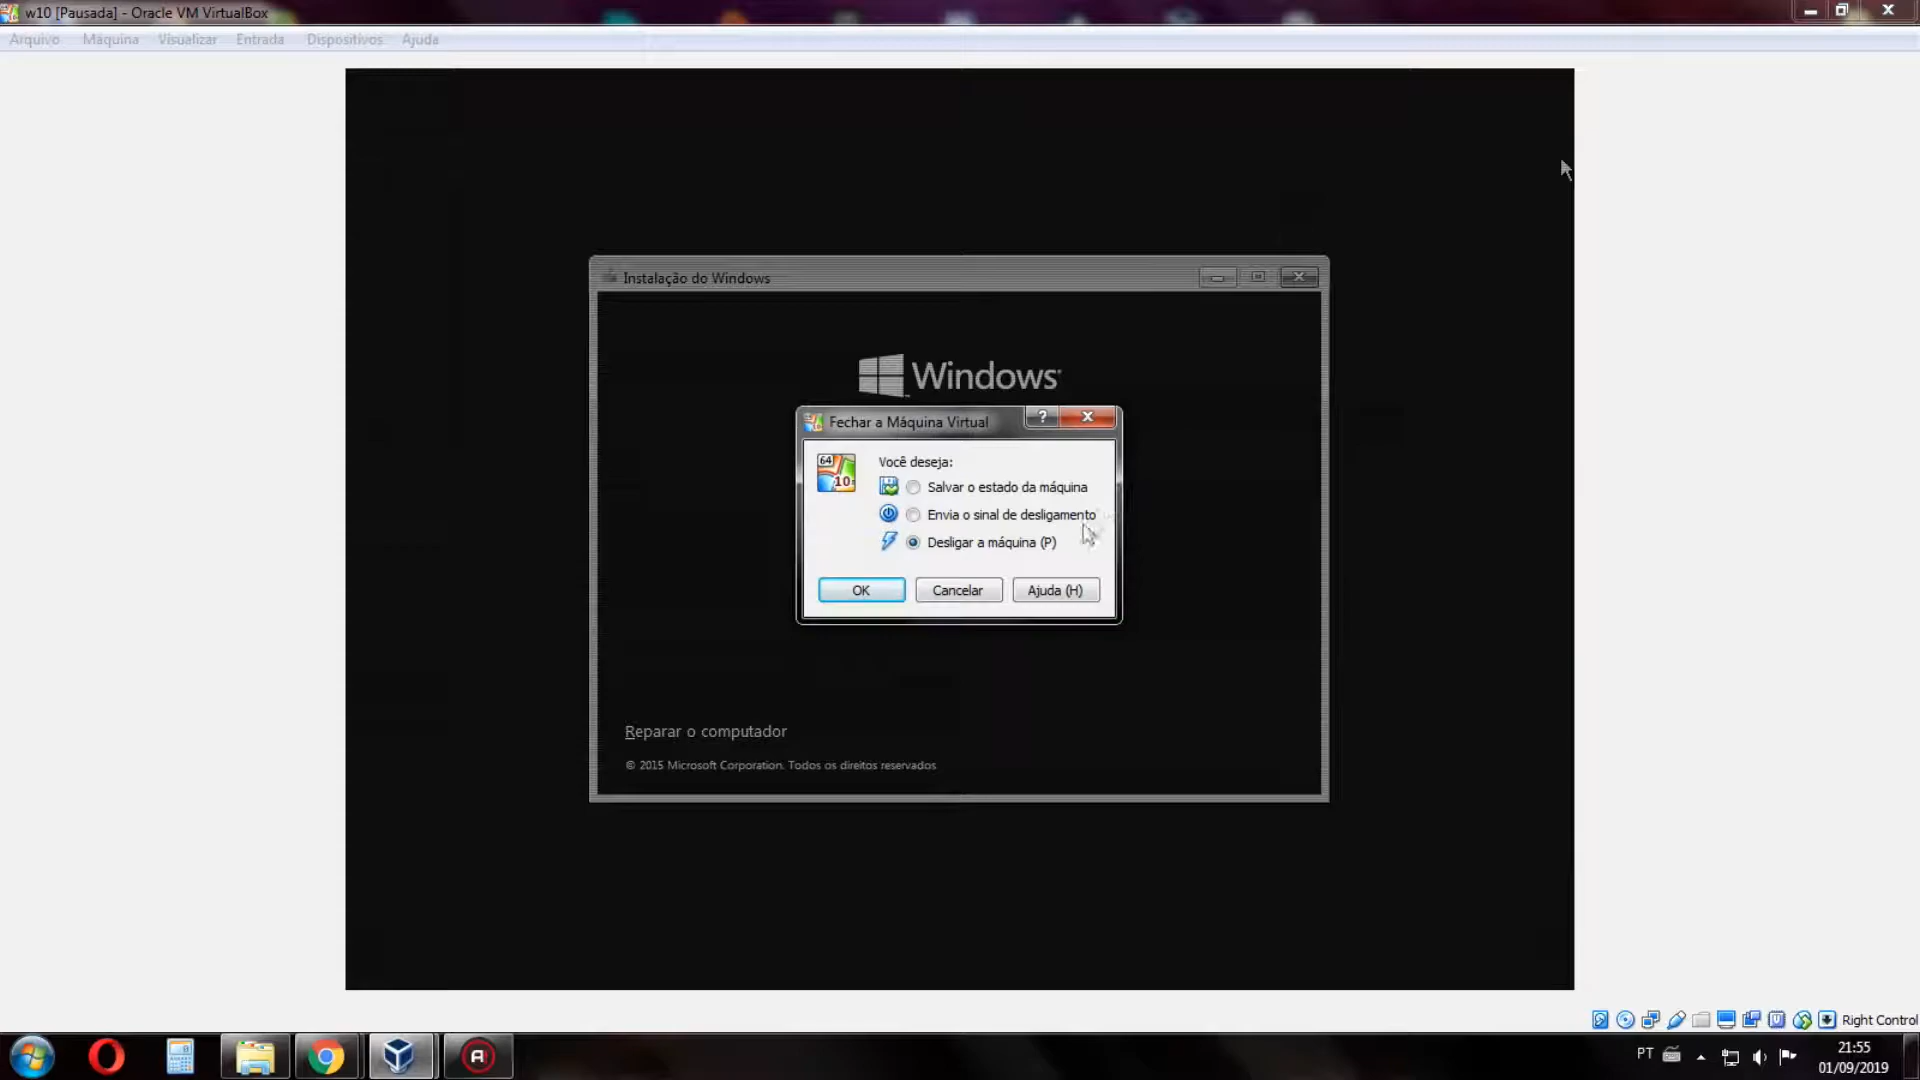 w10 [Pausada] - Oracle VM VirtualBox
Arquivo Máquina Visualizar Entrada Dispositivos Ajuda
Instalação do Windows
Windows
Fechar a Máquina Virtual
?
64
10
Você deseja:
Salvar o estado da máquina
Envia o sinal de desligamento
Desligar a máquina (P)
OK Cancelar Ajuda (H)
Reparar o computador
© 2015 Microsoft Corporation. Todos os direitos reservados.
Right Control
PT
21:55
01/09/2019